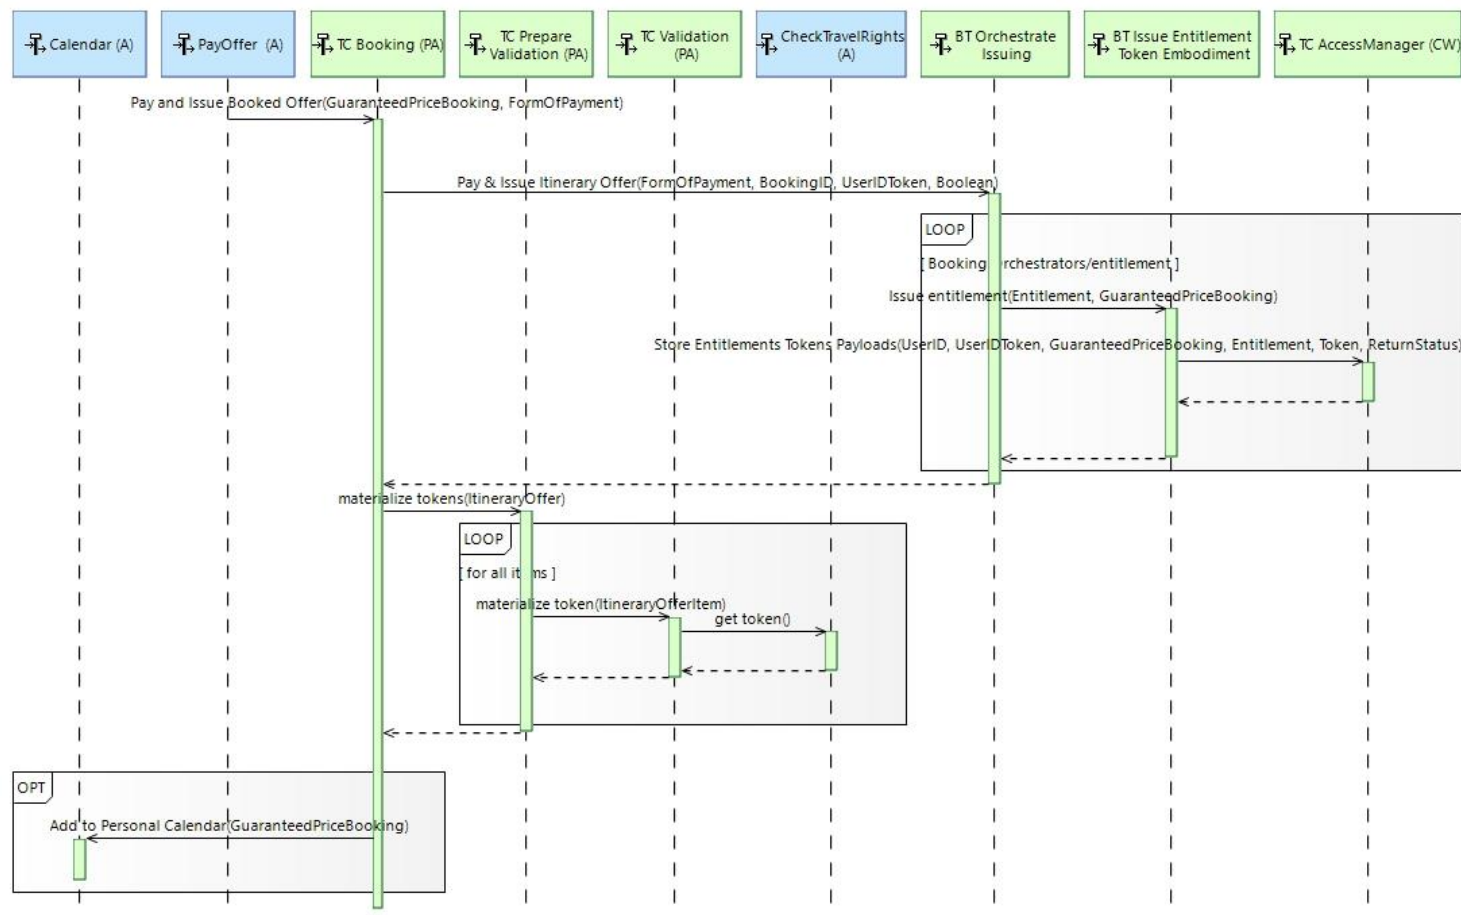 Calendar (A)
PayOffer (A)
TC Booking (PA)
TC Prepare
Validation (PA)
TC Validation
(PA)
CheckTravelRights
(A)
BT Orchestrate
Issuing
BT Issue Entitlement
Token Embodiment
TC AccessManager (CW)
Pay and Issue Booked Offer(GuaranteedPriceBooking, FormOfPayment)
Pay & Issue Itinerary Offer(FormOfPayment, BookingID, UserIDToken, Boolean)
LOOP
[ Booking Orchestrators/entitlement ]
Issue entitlement(Entitlement, GuaranteedPriceBooking)
Store Entitlements Tokens Payloads(UserID, UserIDToken, GuaranteedPriceBooking, Entitlement, Token, ReturnStatus)
materialize tokens(ItineraryOffer)
LOOP
[ for all items ]
materialize token(ItineraryOfferItem)
get token()
OPT
Add to Personal Calendar(GuaranteedPriceBooking)